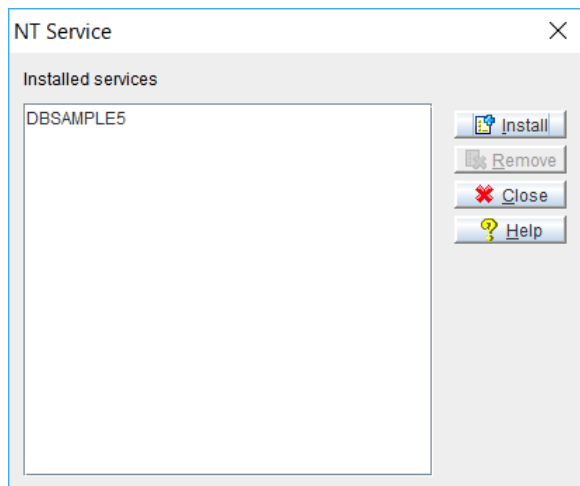 NT Service
Installed services
DBSAMPLE5
Install
Remove
Close
Help